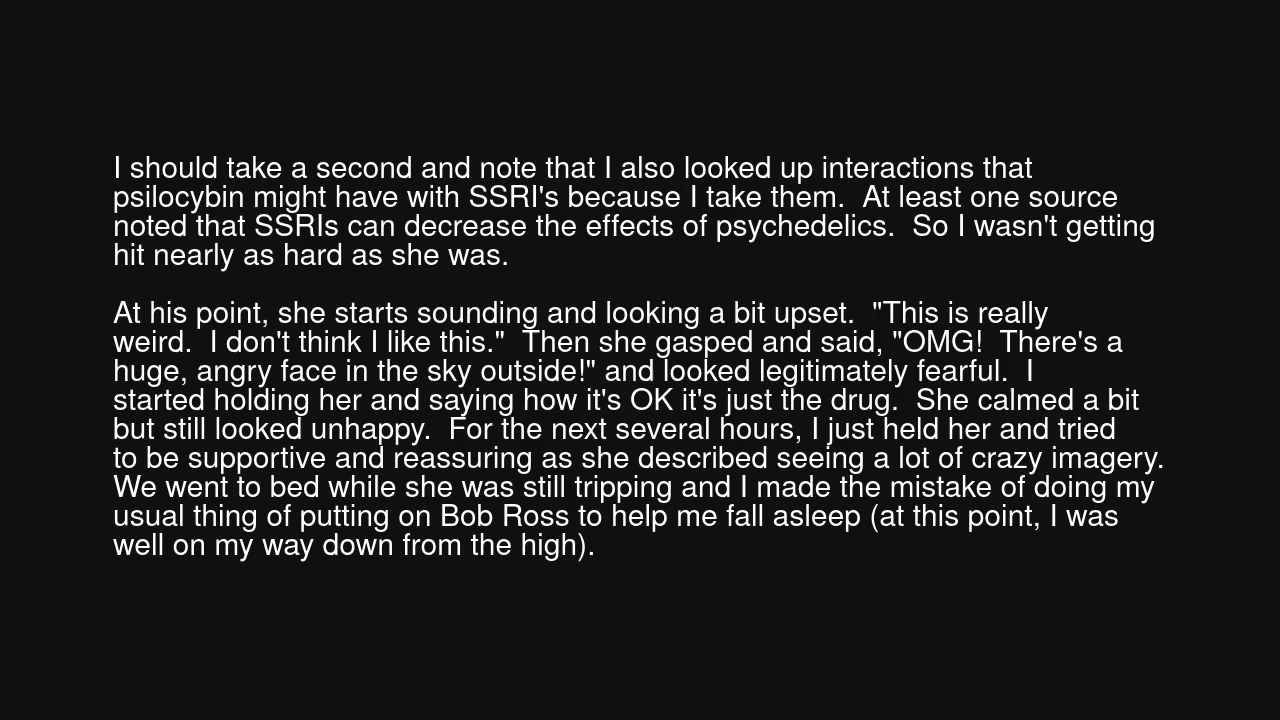 I should take a second and note that I also looked up interactions that
psilocybin might have with SSRI's because I take them.  At least one source
noted that SSRIs can decrease the effects of psychedelics.  So I wasn't getting
hit nearly as hard as she was.

At his point, she starts sounding and looking a bit upset.  "This is really
weird.  I don't think I like this."  Then she gasped and said, "OMG!  There's a
huge, angry face in the sky outside!" and looked legitimately fearful.  I
started holding her and saying how it's OK it's just the drug.  She calmed a bit
but still looked unhappy.  For the next several hours, I just held her and tried
to be supportive and reassuring as she described seeing a lot of crazy imagery.
We went to bed while she was still tripping and I made the mistake of doing my
usual thing of putting on Bob Ross to help me fall asleep (at this point, I was
well on my way down from the high).